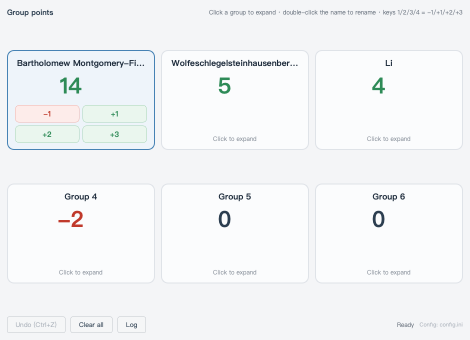 Group points
Click a group to expand · double-click the name to rename · keys 1/2/3/4 = −1/+1/+2/+3
Bartholomew Montgomery–Fi...
Wolfeschlegelsteinhausenber...
Li
14
5
4
−1
+1
+2
+3
Click to expand
Click to expand
Group 4
Group 5
Group 6
−2
0
0
Click to expand
Click to expand
Click to expand
Undo (Ctrl+Z)
Clear all
Log
Ready
Config: config.ini